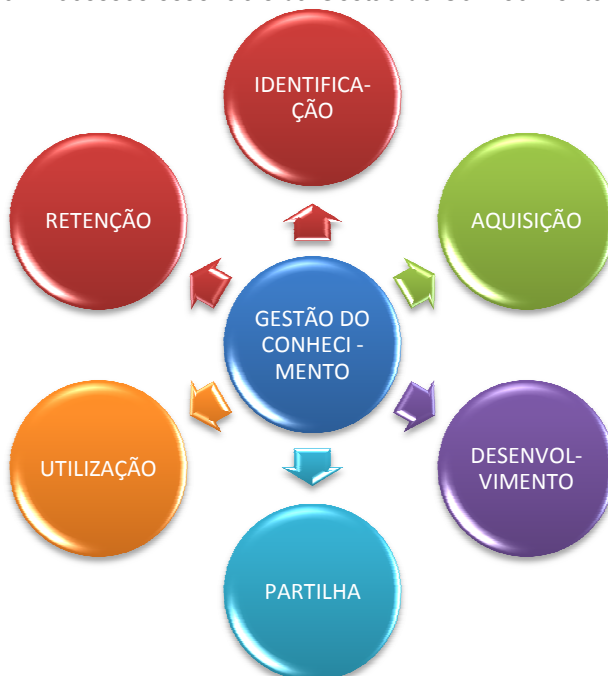 IDENTIFICA-
ÇÃO
AQUISIÇÃO
DESENVOL-
VIMENTO
PARTILHA
UTILIZAÇÃO
RETENÇÃO
GESTÃO DO
CONHECI -
MENTO